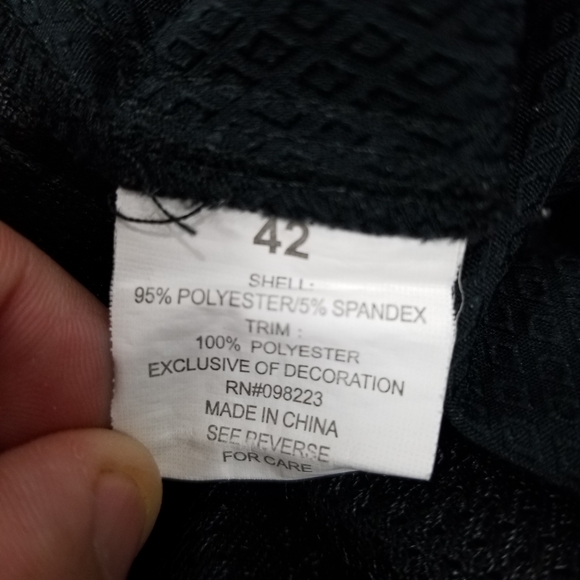 42
SHELL:
95% POLYESTER/5% SPANDEX
TRIM :
100% POLYESTER
EXCLUSIVE OF DECORATION
RN#098223
MADE IN CHINA
SEE REVERSE
FOR CARE